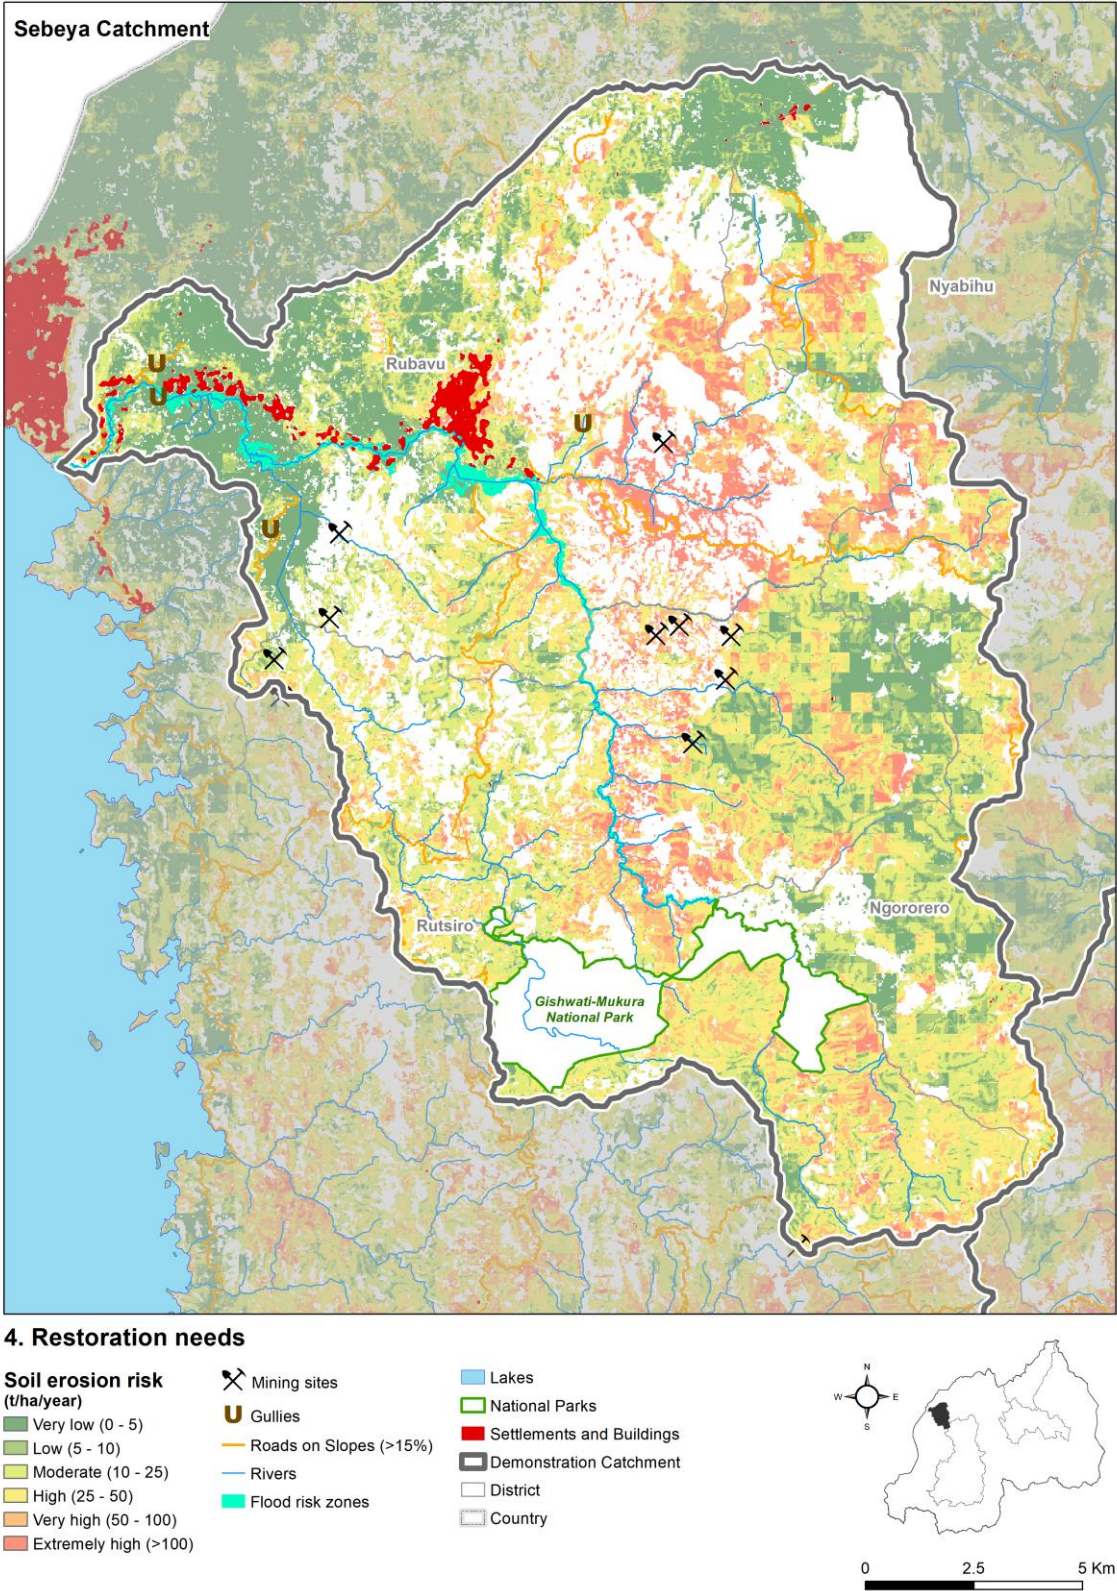 Sebeya Catchment
Nyabihu
Rubavu
U
U
U
U
Ngororero
Rutsiro
Gishwati-Mukura
National Park
4. Restoration needs
Soil erosion risk
(t/ha/year)
Very low (0 - 5)
Low (5 - 10)
Moderate (10 - 25)
High (25 - 50)
Very high (50 - 100)
Extremely high (>100)
Mining sites
U Gullies
Roads on Slopes (>15%)
Rivers
Flood risk zones
Lakes
National Parks
Settlements and Buildings
Demonstration Catchment
District
Country
N
W E
S
0 2.5 5 Km